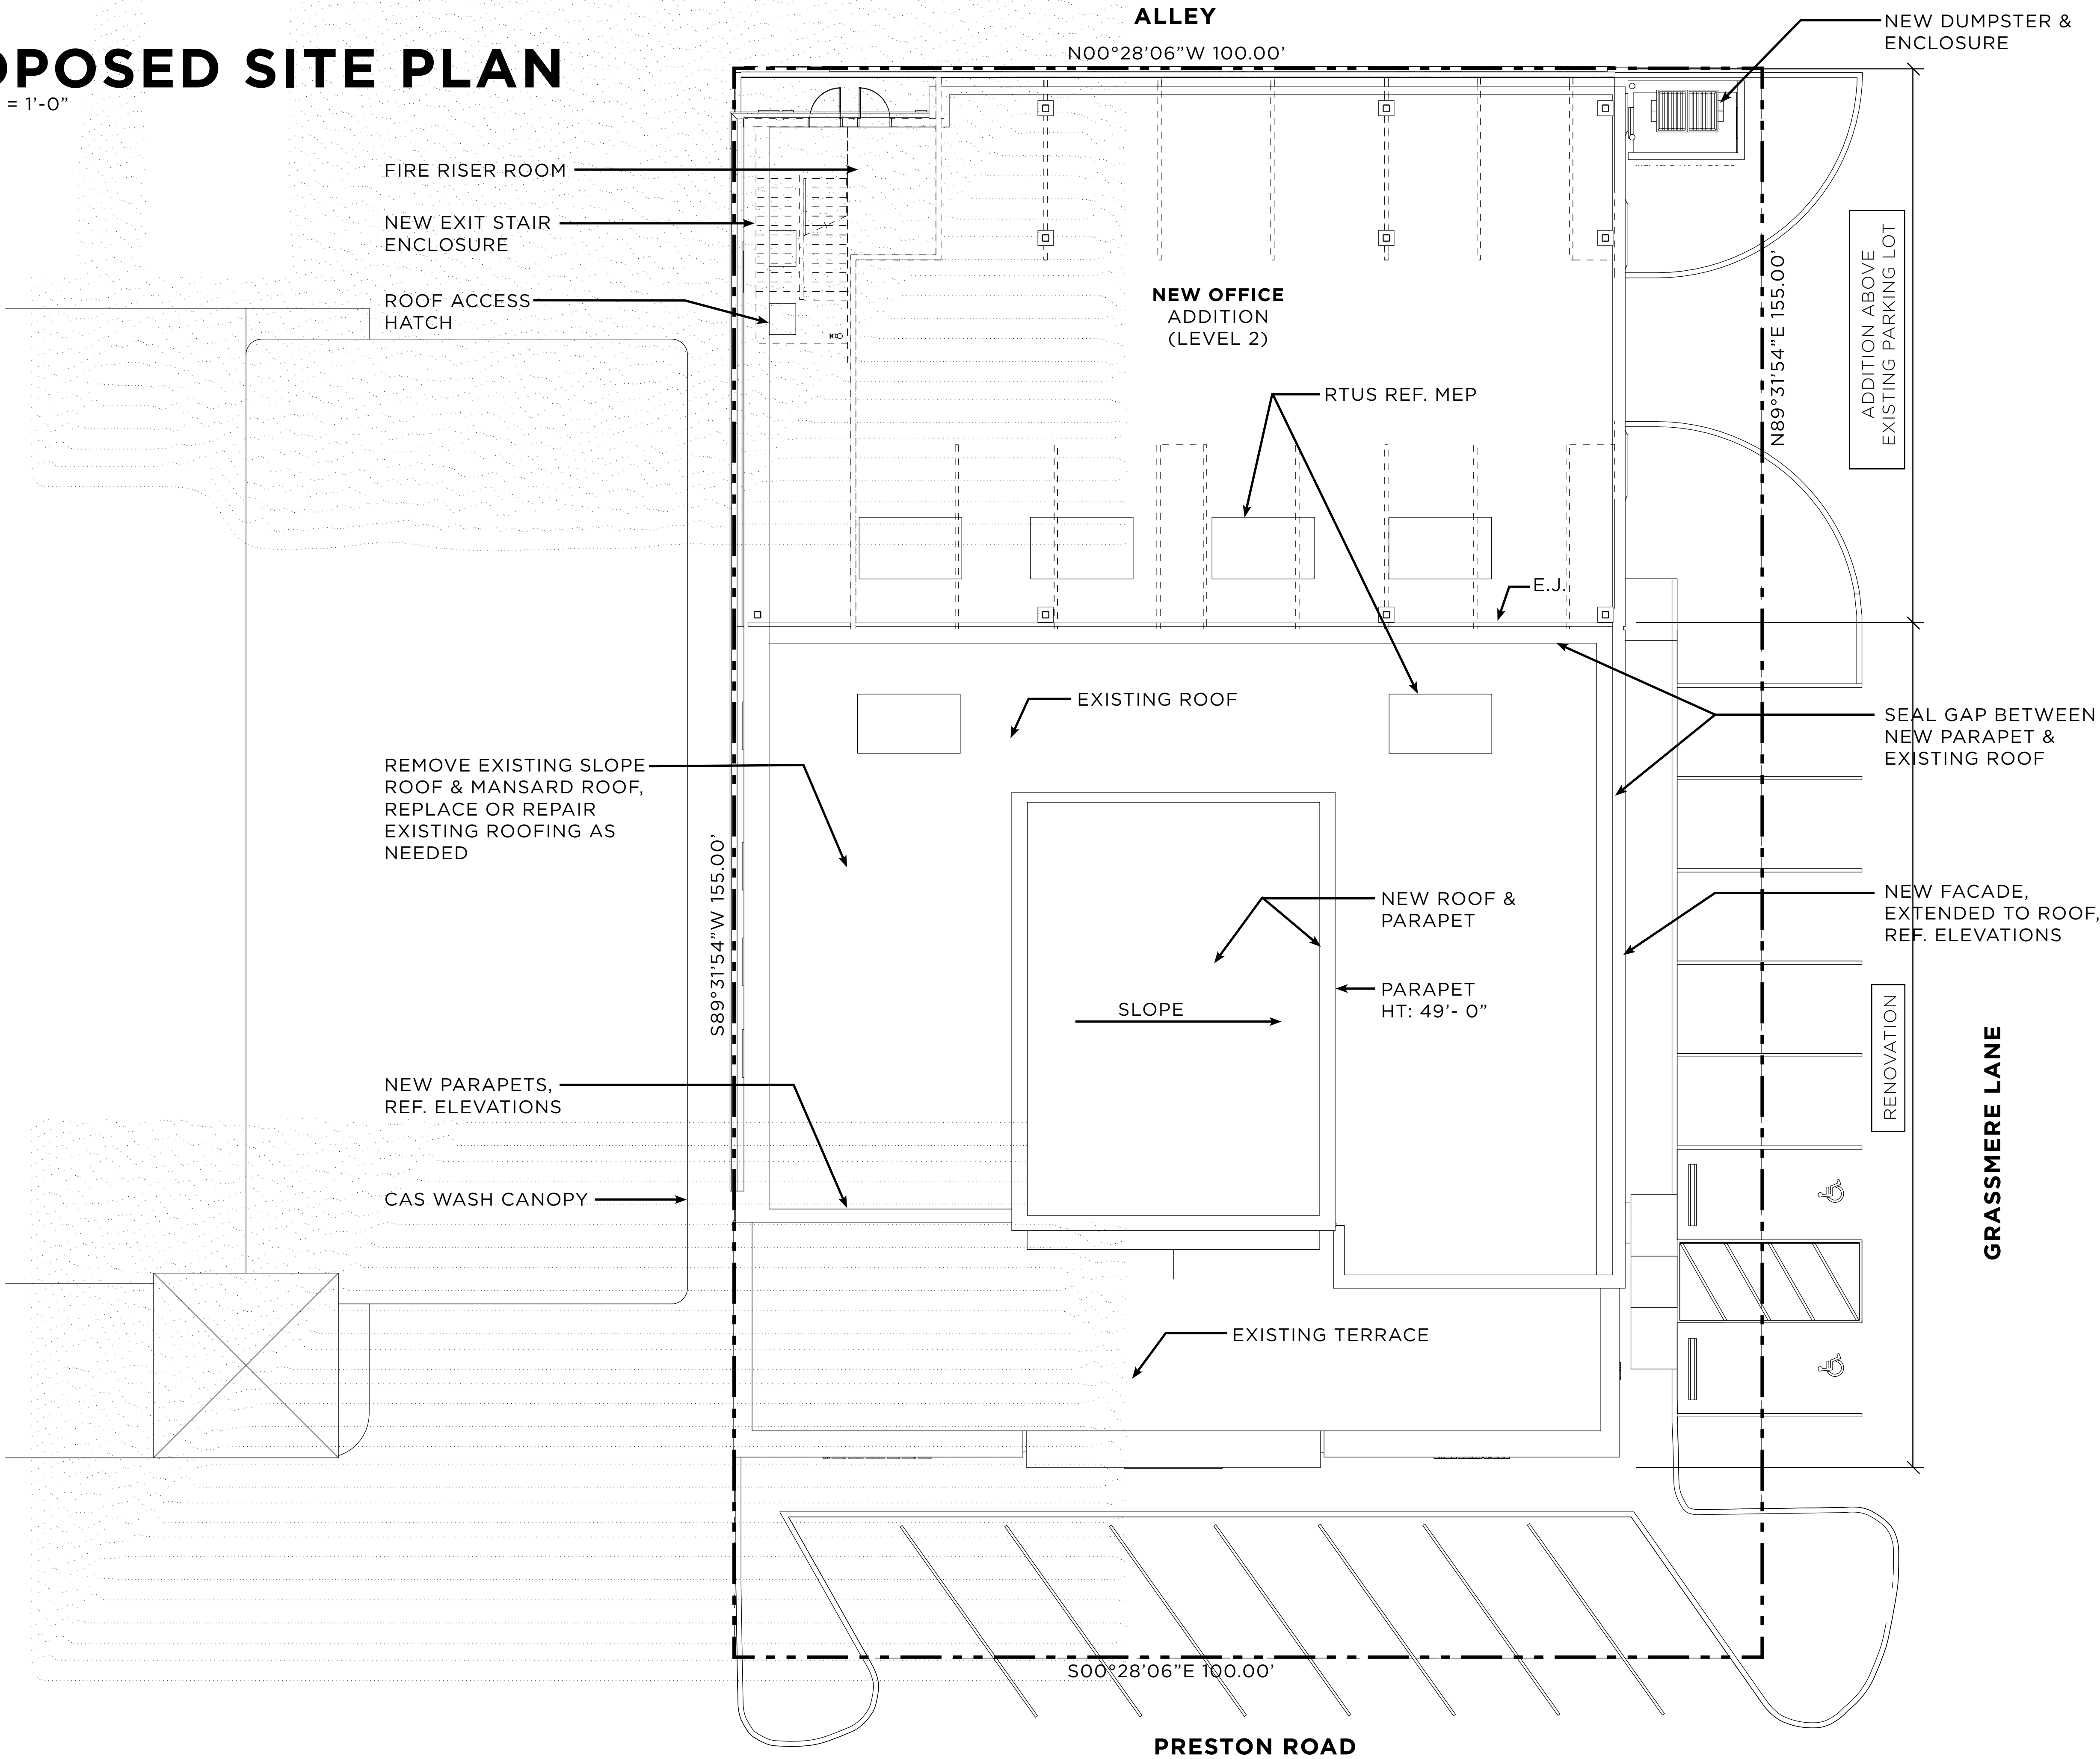 ALLEY
N00°28'06"W 100.00'
NEW DUMPSTER &
ENCLOSURE
OPOSED SITE PLAN
= 1'-0"
FIRE RISER ROOM
NEW EXIT STAIR
ENCLOSURE
ROOF ACCESS
HATCH
NEW OFFICE
ADDITION
(LEVEL 2)
N89°31'54"E 155.00'
ADDITION ABOVE
EXISTING PARKING LOT
RTUS REF. MEP
E.J.
EXISTING ROOF
SEAL GAP BETWEEN
NEW PARAPET &
EXISTING ROOF
REMOVE EXISTING SLOPE
ROOF & MANSARD ROOF,
REPLACE OR REPAIR
EXISTING ROOFING AS
NEEDED
S89°31'54"W 155.00'
NEW ROOF &
PARAPET
NEW FACADE,
EXTENDED TO ROOF,
REF. ELEVATIONS
PARAPET
HT: 49'- 0"
SLOPE
RENOVATION
GRASSMERE LANE
NEW PARAPETS,
REF. ELEVATIONS
CAS WASH CANOPY
EXISTING TERRACE
S00°28'06"E 100.00'
PRESTON ROAD